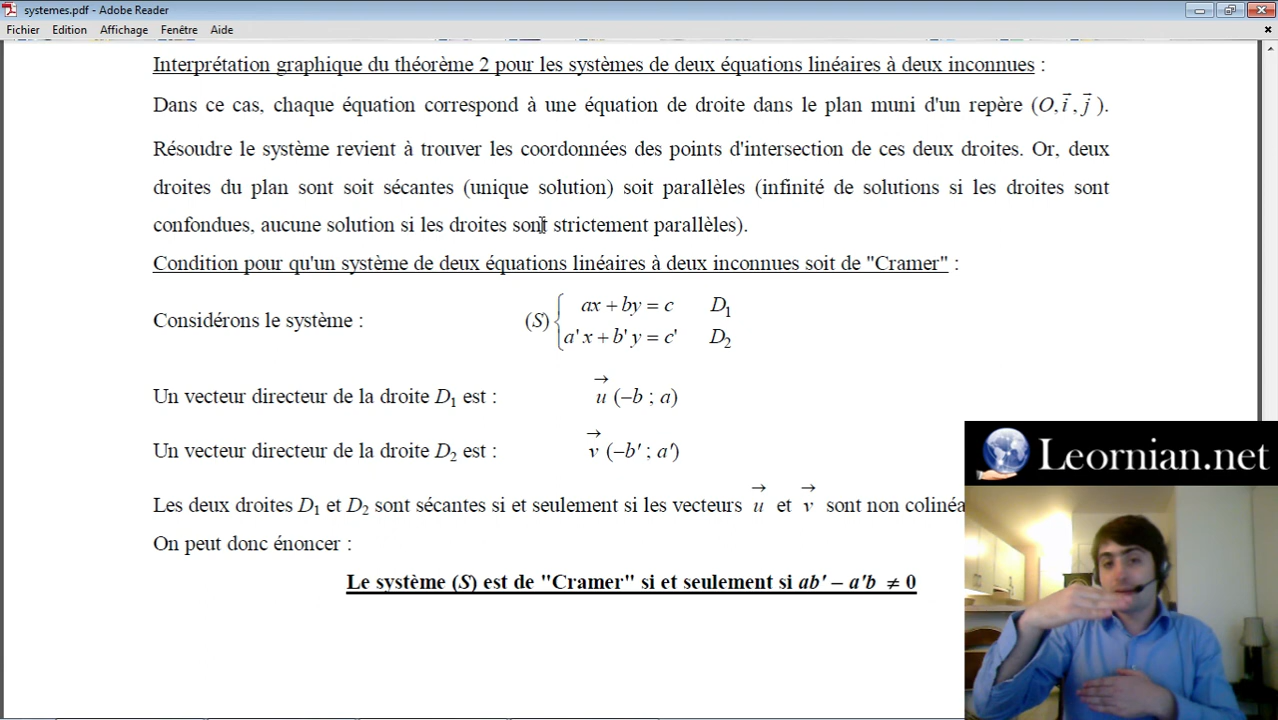 systemes.pdf - Adobe Reader
Fichier Edition Affichage Fenêtre Aide
Interprétation graphique du théorème 2 pour les systèmes de deux équations linéaires à deux inconnues :
Dans ce cas, chaque équation correspond à une équation de droite dans le plan muni d'un repère (O, i⃗, j⃗).
Résoudre le système revient à trouver les coordonnées des points d'intersection de ces deux droites. Or, deux
droites du plan sont soit sécantes (unique solution) soit parallèles (infinité de solutions si les droites sont
confondues, aucune solution si les droites sont strictement parallèles).
Condition pour qu'un système de deux équations linéaires à deux inconnues soit de "Cramer" :
Considérons le système : (S) { ax + by = c D₁
a' x + b' y = c' D₂
Un vecteur directeur de la droite D₁ est : u⃗ (–b ; a)
Un vecteur directeur de la droite D₂ est : v⃗ (–b′ ; a′)
Les deux droites D₁ et D₂ sont sécantes si et seulement si les vecteurs u⃗ et v⃗ sont non colinéa
On peut donc énoncer :
Le système (S) est de "Cramer" si et seulement si ab′ – a′b ≠ 0
Leornian.net